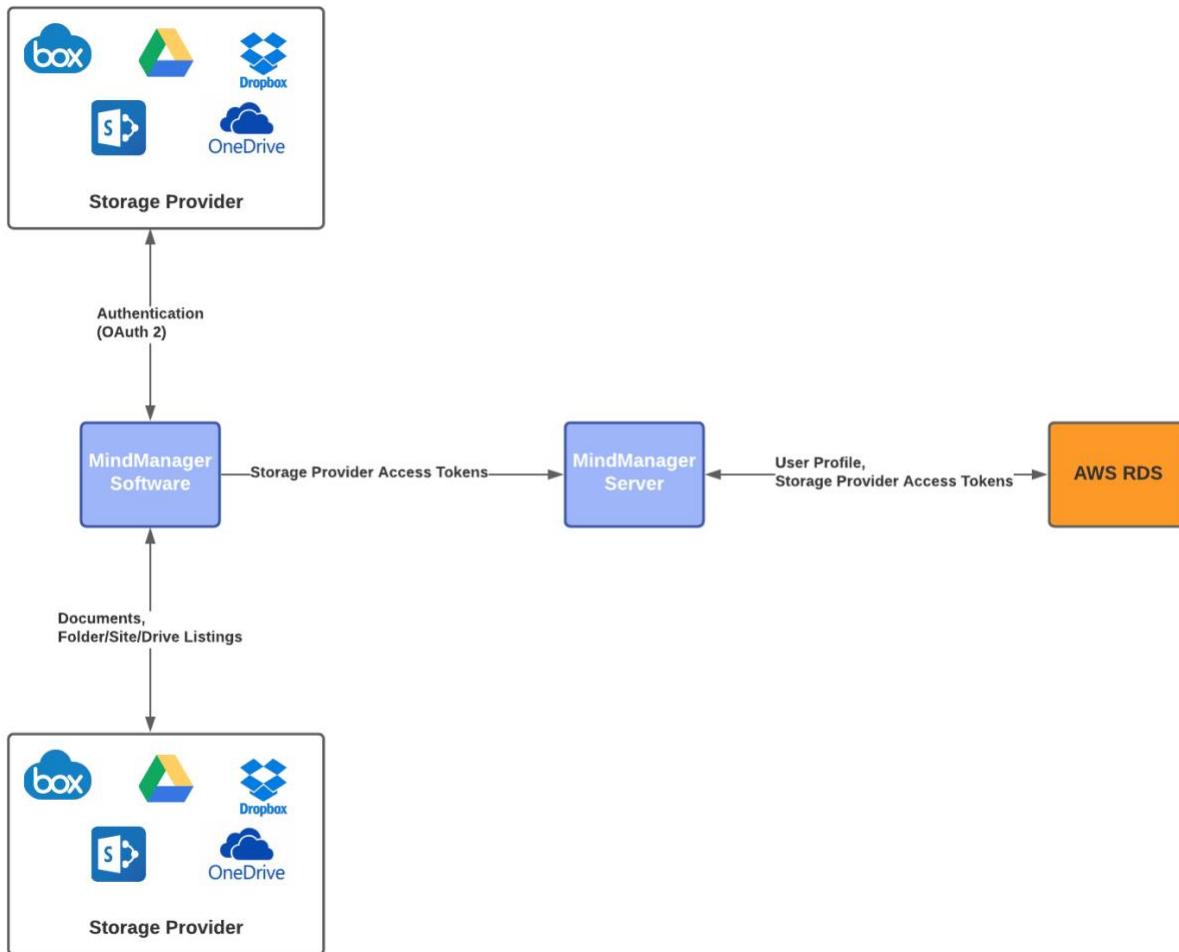 box
Dropbox
S
OneDrive
Storage Provider
Authentication
(OAuth 2)
MindManager
Software
Storage Provider Access Tokens
MindManager
Server
User Profile,
Storage Provider Access Tokens
AWS RDS
Documents,
Folder/Site/Drive Listings
box
Dropbox
S
OneDrive
Storage Provider